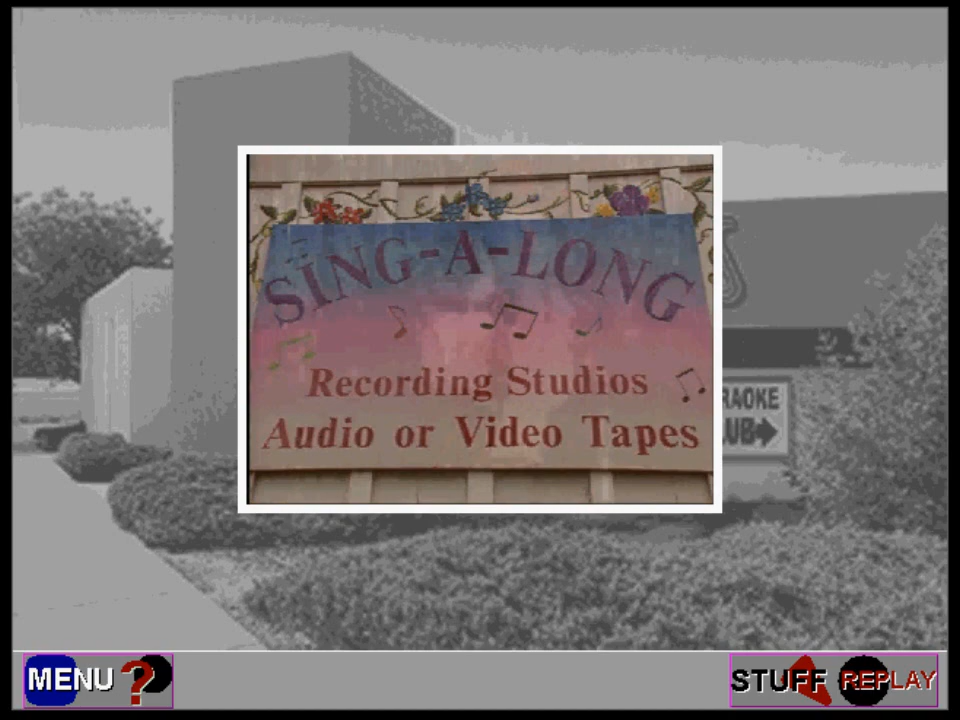 SING-A-LONG
Recording Studios
Audio or Video Tapes
MENU ?
STUFF REPLAY